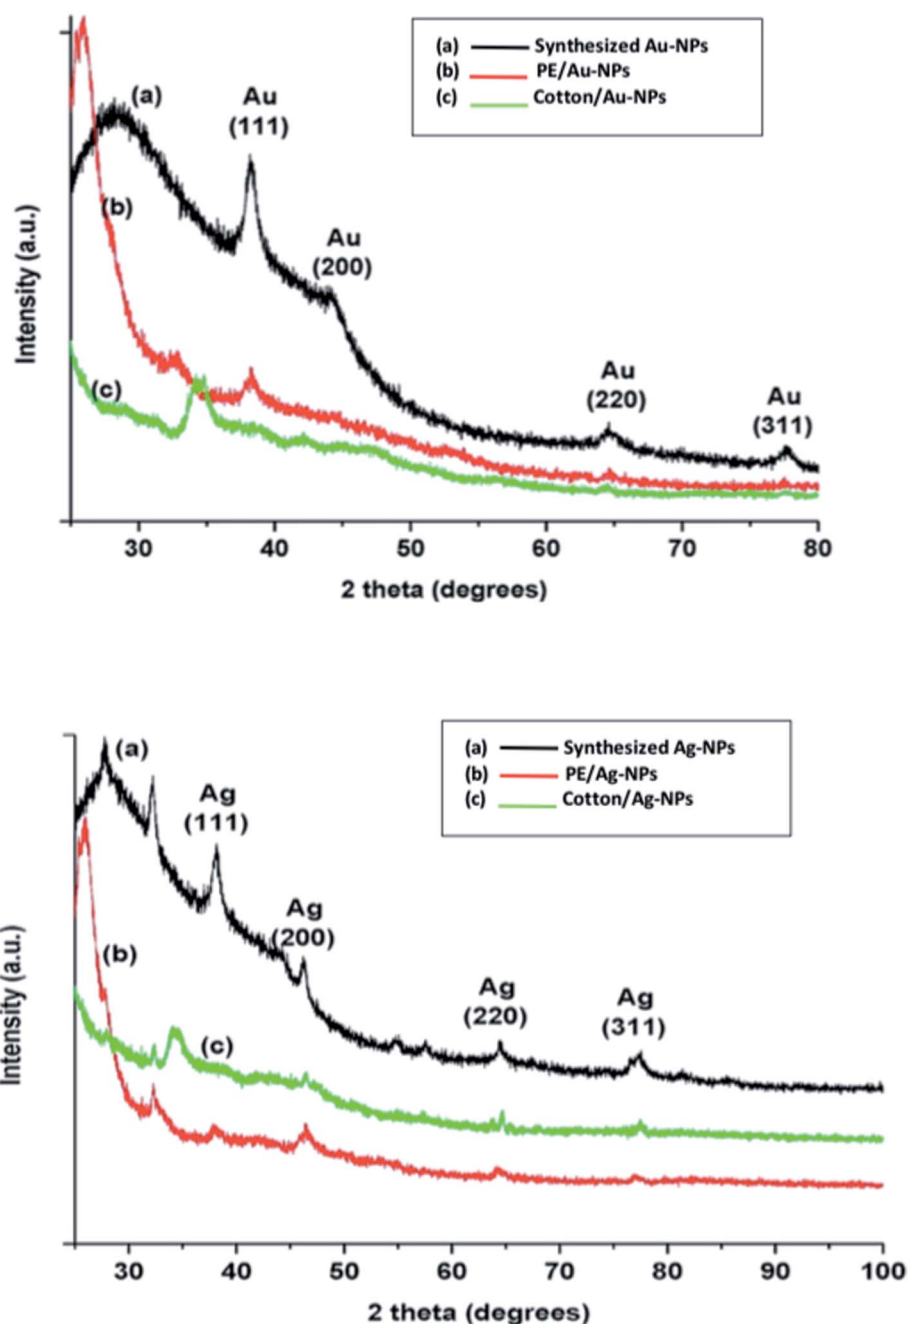 (a) Synthesized Au-NPs
(b) PE/Au-NPs
(c) Cotton/Au-NPs
(a)
Au
(111)
(b)
Au
(200)
(c)
Au
(220)
Au
(311)
Intensity (a.u.)
30 40 50 60 70 80
2 theta (degrees)
(a) Synthesized Ag-NPs
(b) PE/Ag-NPs
(c) Cotton/Ag-NPs
(a)
Ag
(111)
Ag
(200)
(b)
Ag
(220)
Ag
(311)
(c)
Intensity (a.u.)
30 40 50 60 70 80 90 100
2 theta (degrees)